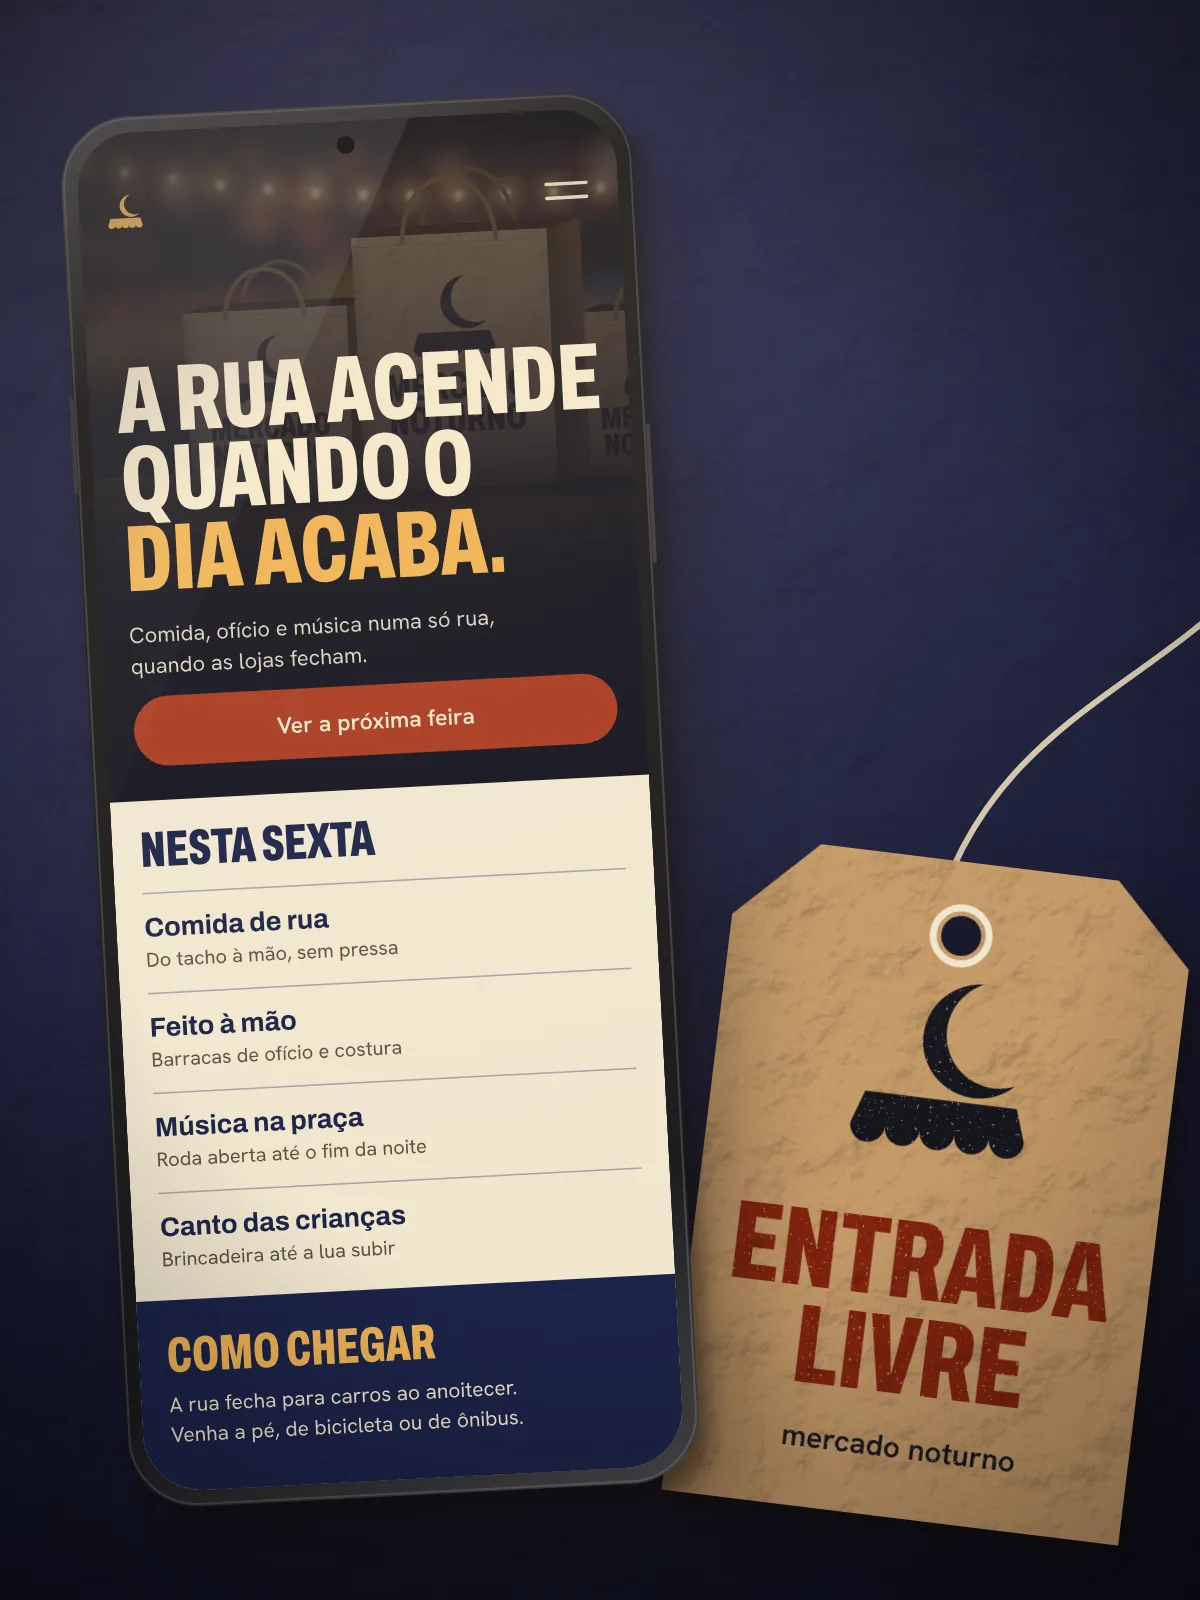 A RUA ACENDE
QUANDO O
DIA ACABA.
Comida, ofício e música numa só rua,
quando as lojas fecham.
Ver a próxima feira
NESTA SEXTA
Comida de rua
Do tacho à mão, sem pressa
Feito à mão
Barracas de ofício e costura
Música na praça
Roda aberta até o fim da noite
Canto das crianças
Brincadeira até a lua subir
COMO CHEGAR
A rua fecha para carros ao anoitecer.
Venha a pé, de bicicleta ou de ônibus.
MERCADO
NOTURNO
ENTRADA
LIVRE
mercado noturno